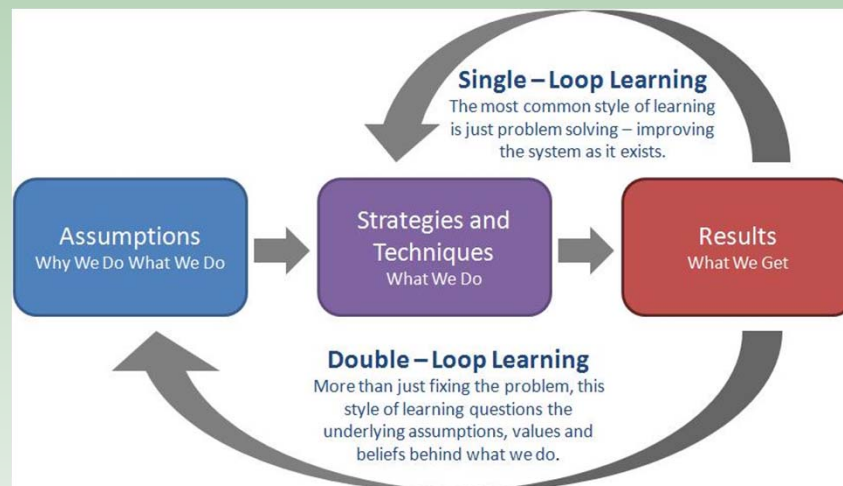 Single – Loop Learning
The most common style of learning
is just problem solving – improving
the system as it exists.
Assumptions
Why We Do What We Do
Strategies and
Techniques
What We Do
Results
What We Get
Double – Loop Learning
More than just fixing the problem, this
style of learning questions the
underlying assumptions, values and
beliefs behind what we do.